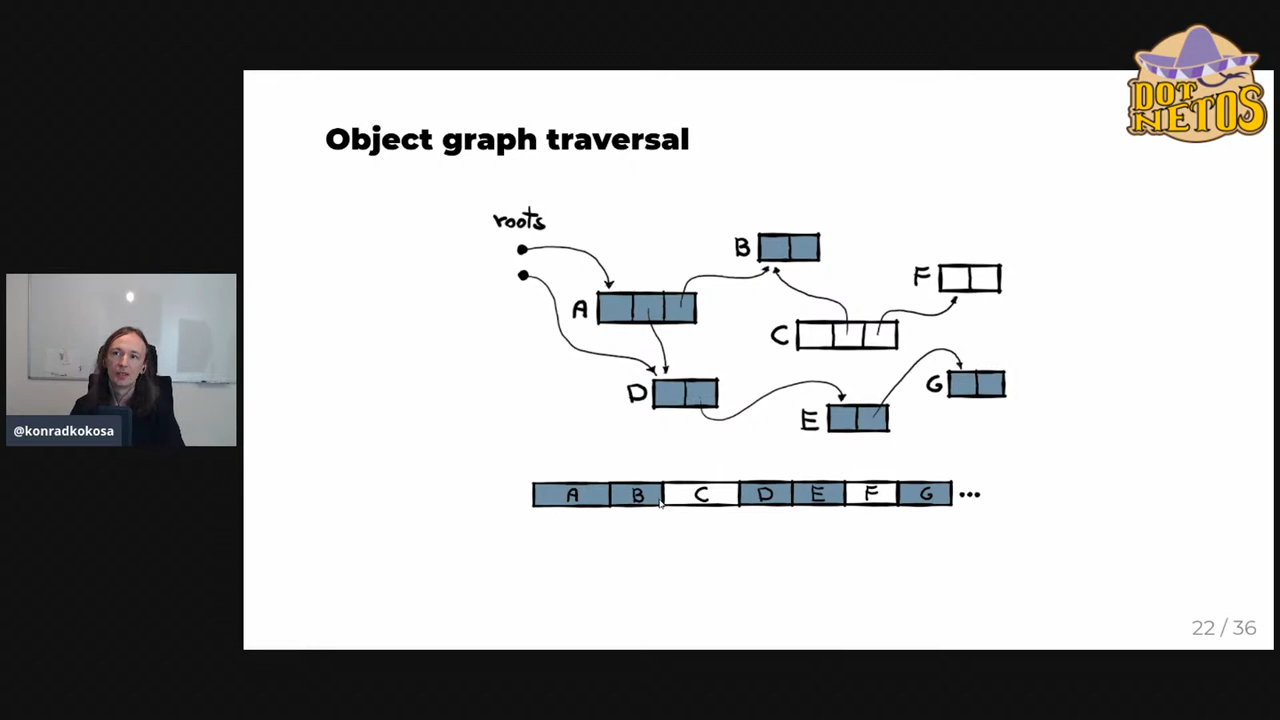 DOT
NETOS
Object graph traversal
roots
B
F
A
C
D
G
E
@konradkokosa
A B C D E F G ...
22 / 36